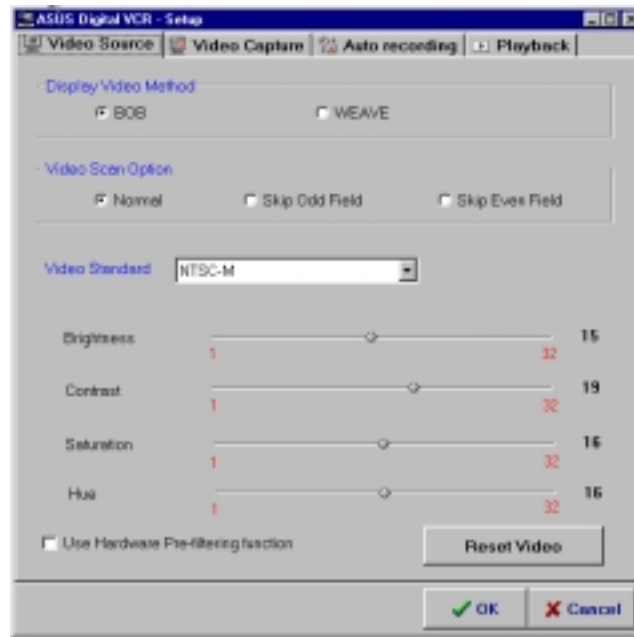 ASUS Digital VCR - Setup
Video Source Video Capture Auto recording Playback
Display Video Method
BOB WEAVE
Video Scan Option
Normal Skip Odd Field Skip Even Field
Video Standard NTSC-M
Brightness 15
1 32
Contrast 19
1 32
Saturation 16
1 32
Hue 16
1 32
Use Hardware Pre-filtering function Reset Video
OK Cancel